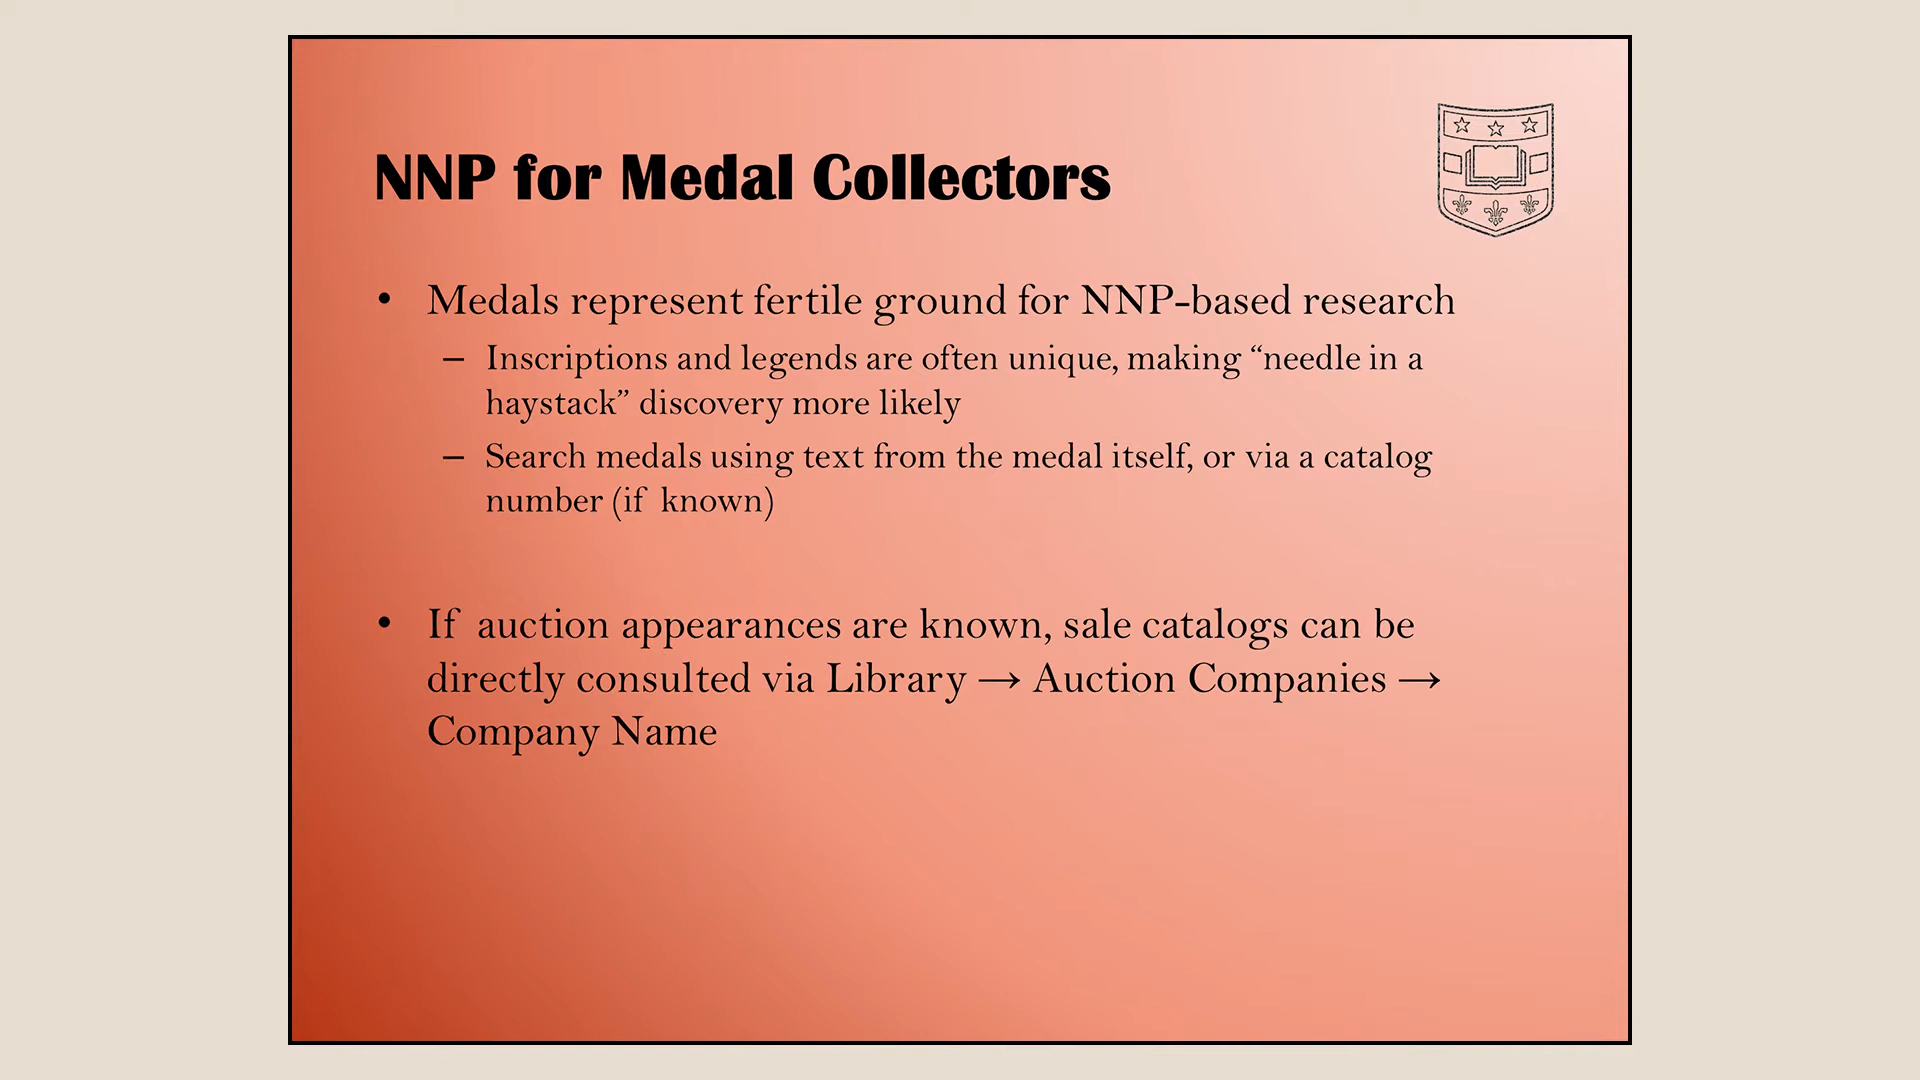 NNP for Medal Collectors
• Medals represent fertile ground for NNP-based research
– Inscriptions and legends are often unique, making “needle in a
haystack” discovery more likely
– Search medals using text from the medal itself, or via a catalog
number (if known)
• If auction appearances are known, sale catalogs can be
directly consulted via Library → Auction Companies →
Company Name